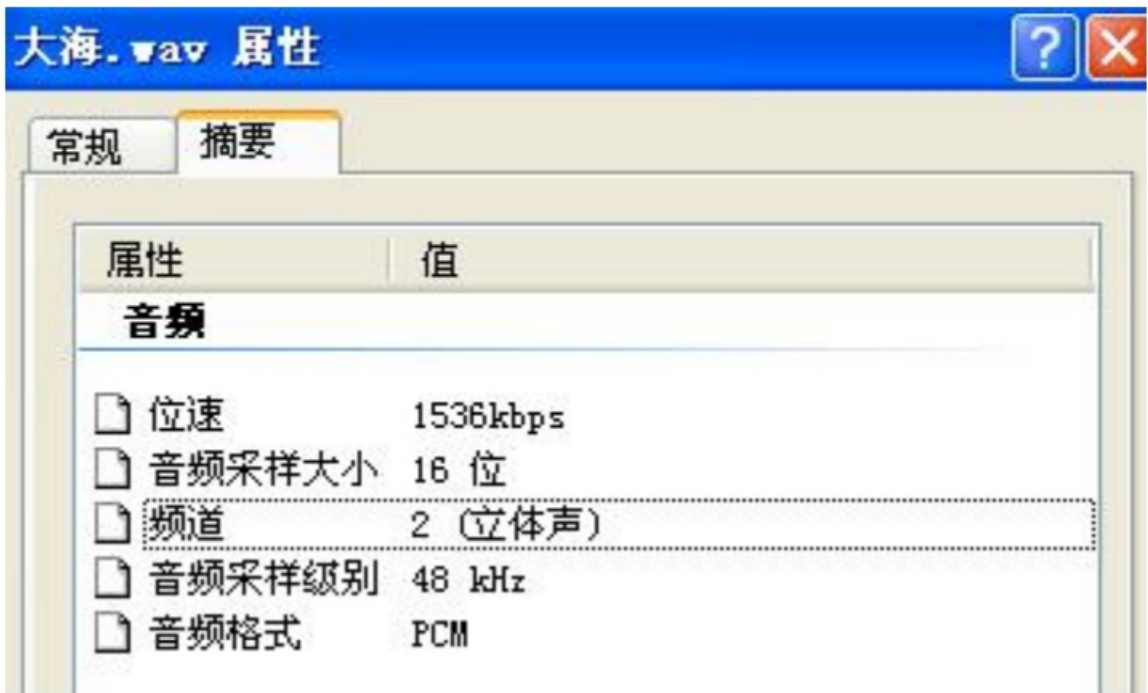 大海.wav 属性
常规 摘要
属性 值
音频
位速 1536kbps
音频采样大小 16 位
频道 2 (立体声)
音频采样级别 48 kHz
音频格式 PCM